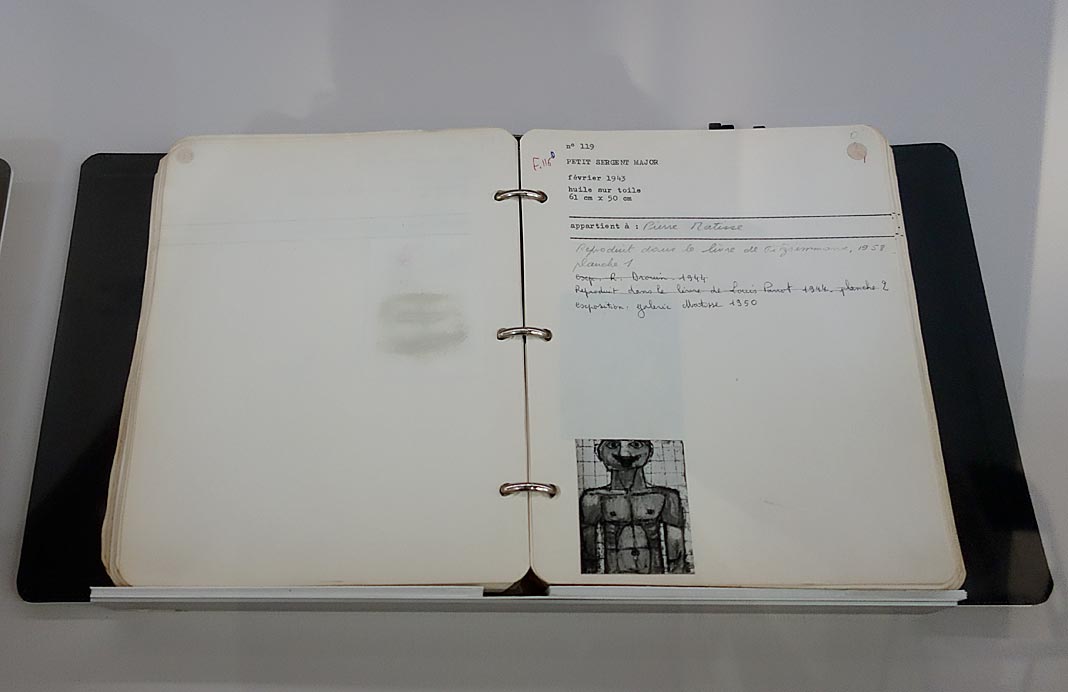 n° 119
F.116
PETIT SERGENT MAJOR
février 1943
huile sur toile
61 cm x 50 cm
appartient à : Pierre Matisse
Reproduit dans le livre de 1958
planche 1
exp. R. Drouin 1944
Reproduit dans le livre de Louis Parrot 1944. planche 2
exposition. galerie Matisse 1950